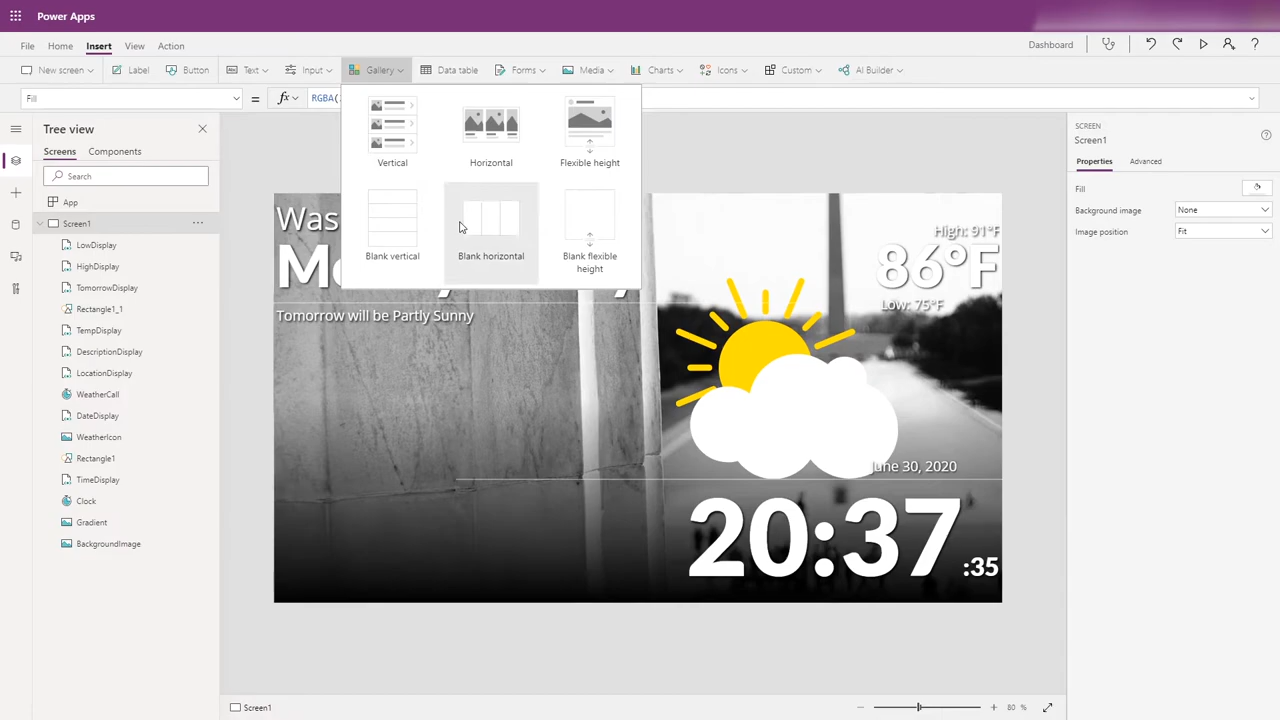 Power Apps
File Home Insert View Action Dashboard
New screen Label Button Text Input Gallery Data table Forms Media Charts Icons Custom AI Builder
Fill = fx RGBA(
Tree view
Screens Components
Search
App
Screen1
LowDisplay
HighDisplay
TomorrowDisplay
Rectangle1_1
TempDisplay
DescriptionDisplay
LocationDisplay
WeatherCall
DateDisplay
WeatherIcon
Rectangle1
TimeDisplay
Clock
Gradient
BackgroundImage
Vertical Horizontal Flexible height
Blank vertical Blank horizontal Blank flexible
height
Was
High: 91°F
86°F
Low: 75°F
Tomorrow will be Partly Sunny
June 30, 2020
20:37 :35
SCREEN
Screen1
Properties Advanced
Fill
Background image None
Image position Fit
Screen1 80 %